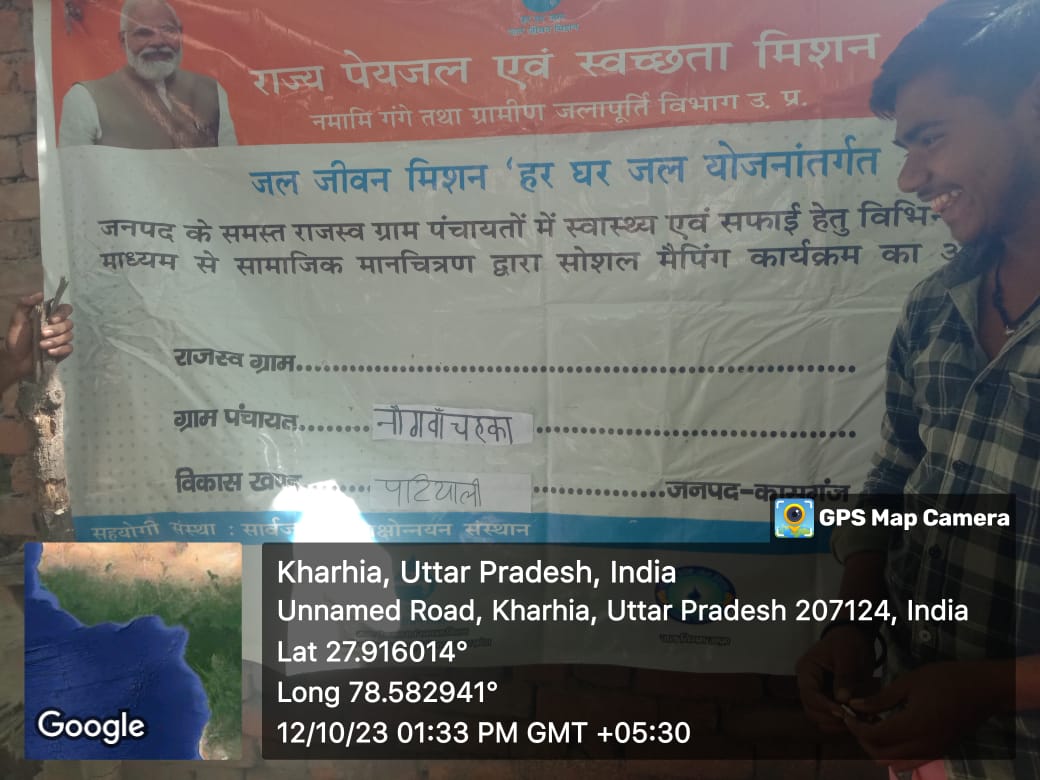 राज्य पेयजल एवं स्वच्छता मिशन
नमामि गंगे तथा ग्रामीण जलापूर्ति विभाग उ. प्र.
जल जीवन मिशन 'हर घर जल योजनांतर्गत
जनपद के समस्त राजस्व ग्राम पंचायतों में स्वास्थ्य एवं सफाई हेतु
माध्यम से सामाजिक मानचित्रण द्वारा सोशल मैपिंग कार्यक्रम का
राजस्व ग्राम
ग्राम पंचायत........ नौगवाँ चहका
विकास खण्ड........ पटियाली ........जनपद-कासगंज
सहयोगी संस्था : संस्थान
GPS Map Camera
Kharhia, Uttar Pradesh, India
Unnamed Road, Kharhia, Uttar Pradesh 207124, India
Lat 27.916014°
Long 78.582941°
12/10/23 01:33 PM GMT +05:30
Google